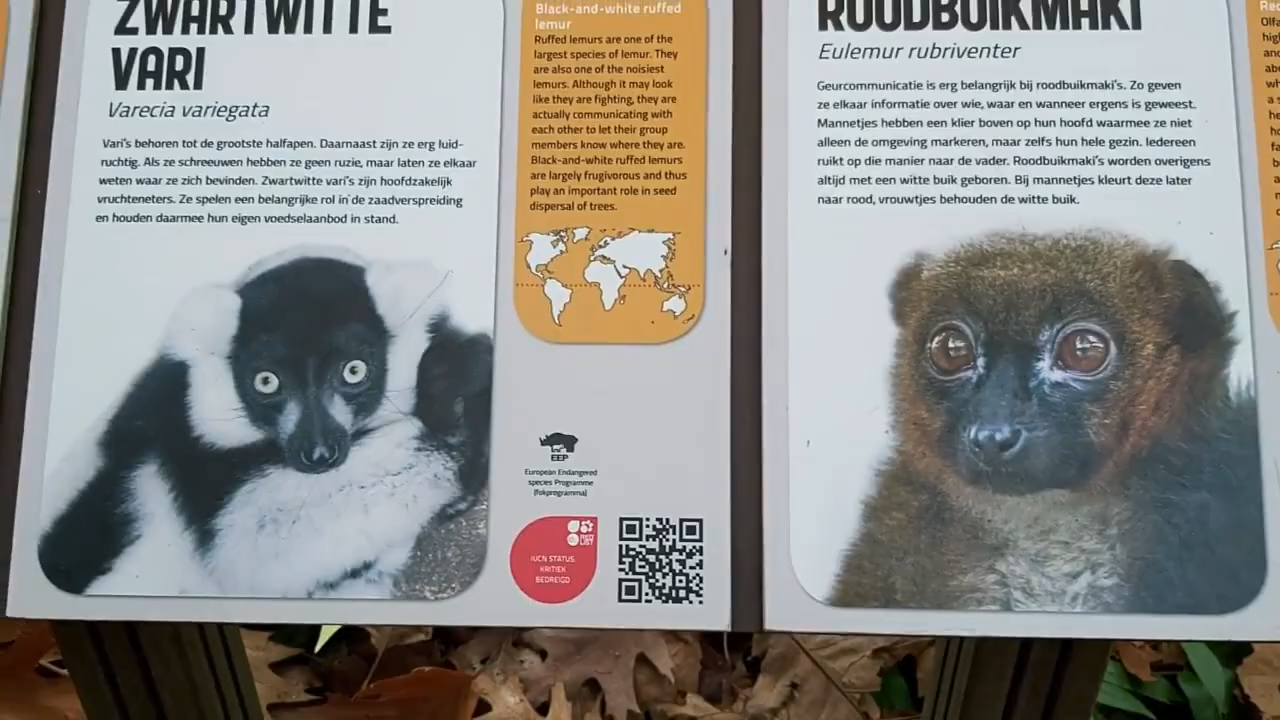 ZWARTWITTE
VARI
Varecia variegata
Vari's behoren tot de grootste halfapen. Daarnaast zijn ze erg luid-
ruchtig. Als ze schreeuwen hebben ze geen ruzie, maar laten ze elkaar
weten waar ze zich bevinden. Zwartwitte vari's zijn hoofdzakelijk
vruchteneters. Ze spelen een belangrijke rol in de zaadverspreiding
en houden daarmee hun eigen voedselaanbod in stand.
Black-and-white ruffed
lemur
Ruffed lemurs are one of the
largest species of lemur. They
are also one of the noisiest
lemurs. Although it may look
like they are fighting, they are
actually communicating with
each other to let their group
members know where they are.
Black-and-white ruffed lemurs
are largely frugivorous and thus
play an important role in seed
dispersal of trees.
EEP
European Endangered
species Programme
(fokprogramma)
RED
LIST
IUCN STATUS:
KRITIEK
BEDREIGD
ROODBUIKMAKI
Eulemur rubriventer
Geurcommunicatie is erg belangrijk bij roodbuikmaki's. Zo geven
ze elkaar informatie over wie, waar en wanneer ergens is geweest.
Mannetjes hebben een klier boven op hun hoofd waarmee ze niet
alleen de omgeving markeren, maar zelfs hun hele gezin. Iedereen
ruikt op die manier naar de vader. Roodbuikmaki's worden overigens
altijd met een witte buik geboren. Bij mannetjes kleurt deze later
naar rood, vrouwtjes behouden de witte buik.